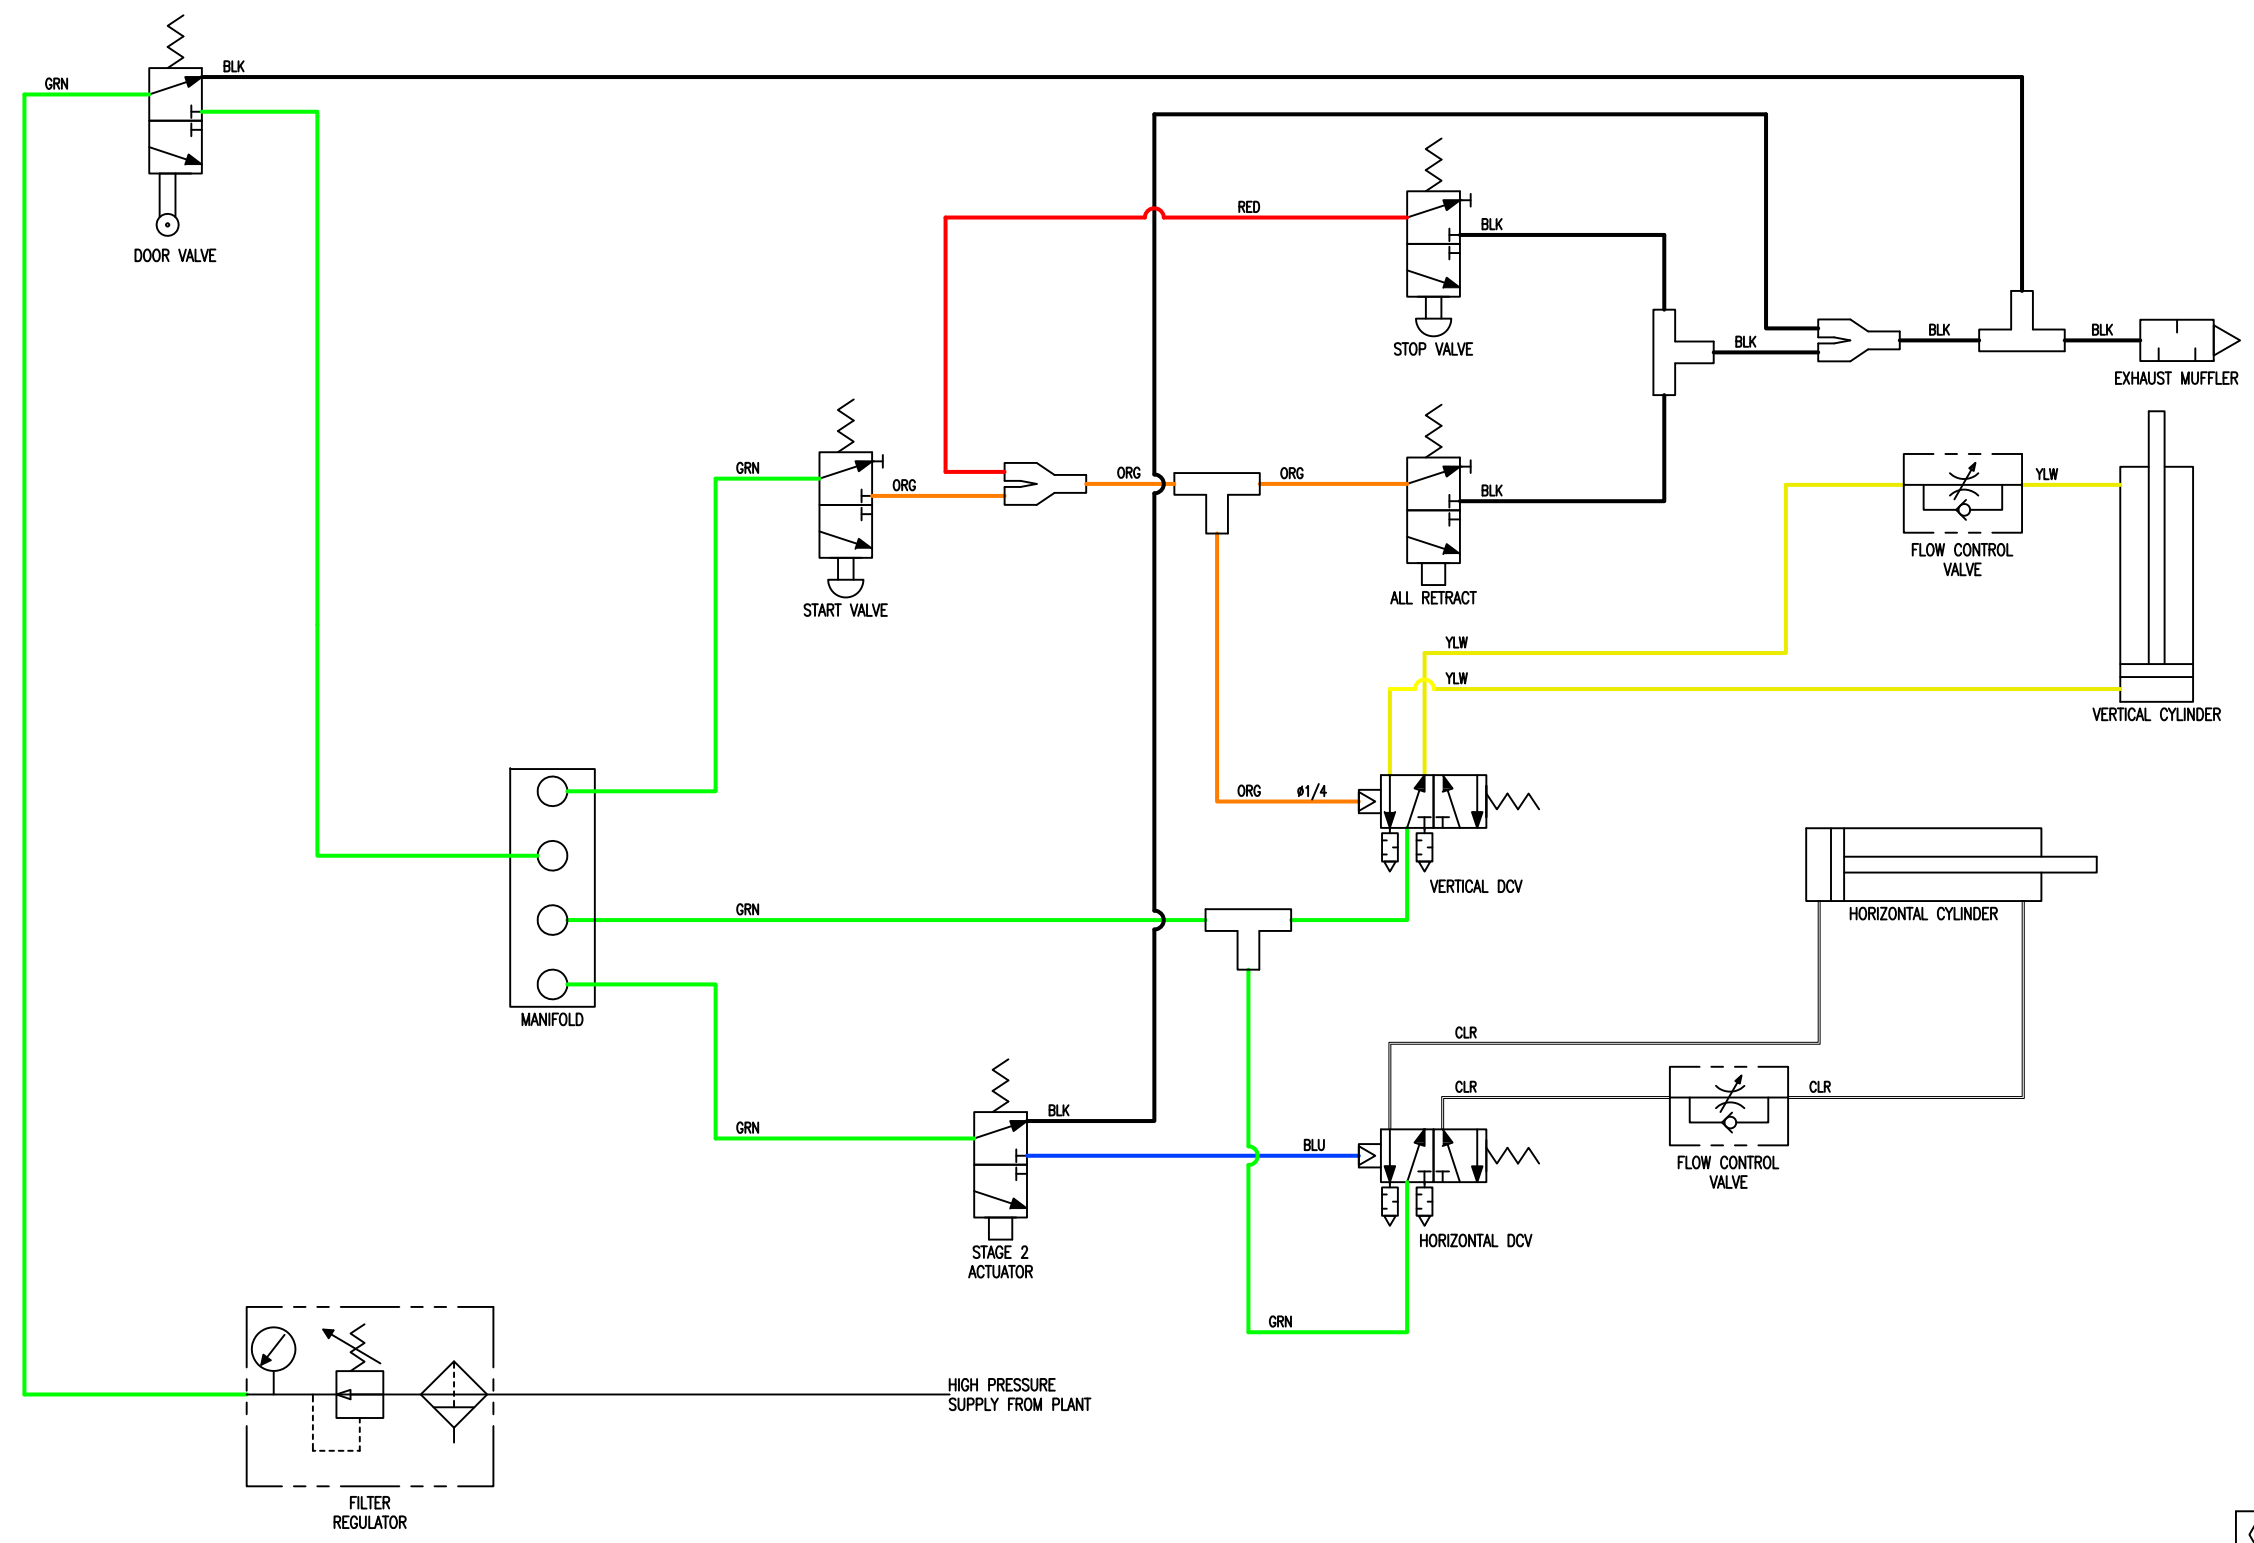 BLK
GRN
RED
BLK
DOOR VALVE
BLK
BLK
BLK
STOP VALVE
EXHAUST MUFFLER
GRN
ORG
ORG
ORG
BLK
YLW
FLOW CONTROL
VALVE
ALL RETRACT
START VALVE
YLW
YLW
VERTICAL CYLINDER
ORG
ø1/4
VERTICAL DCV
GRN
HORIZONTAL CYLINDER
MANIFOLD
CLR
CLR
CLR
BLK
GRN
BLU
FLOW CONTROL
VALVE
HORIZONTAL DCV
STAGE 2
ACTUATOR
GRN
HIGH PRESSURE
SUPPLY FROM PLANT
FILTER
REGULATOR